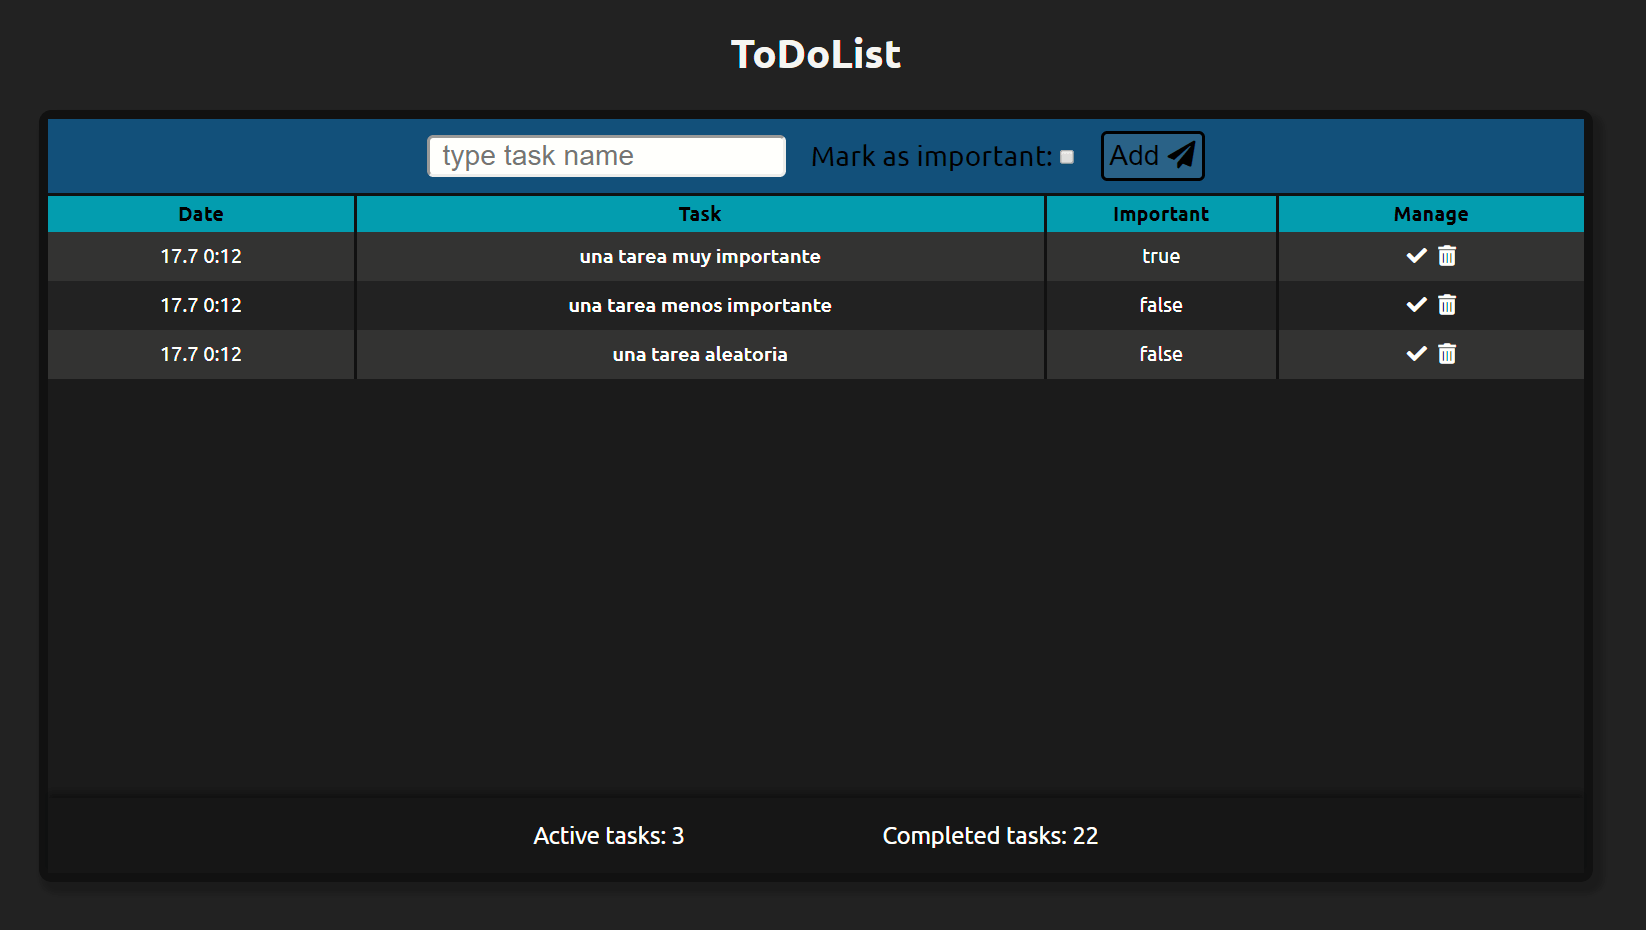 ToDoList
type task name Mark as important: Add
Date Task Important Manage
17.7 0:12 una tarea muy importante true
17.7 0:12 una tarea menos importante false
17.7 0:12 una tarea aleatoria false
Active tasks: 3 Completed tasks: 22